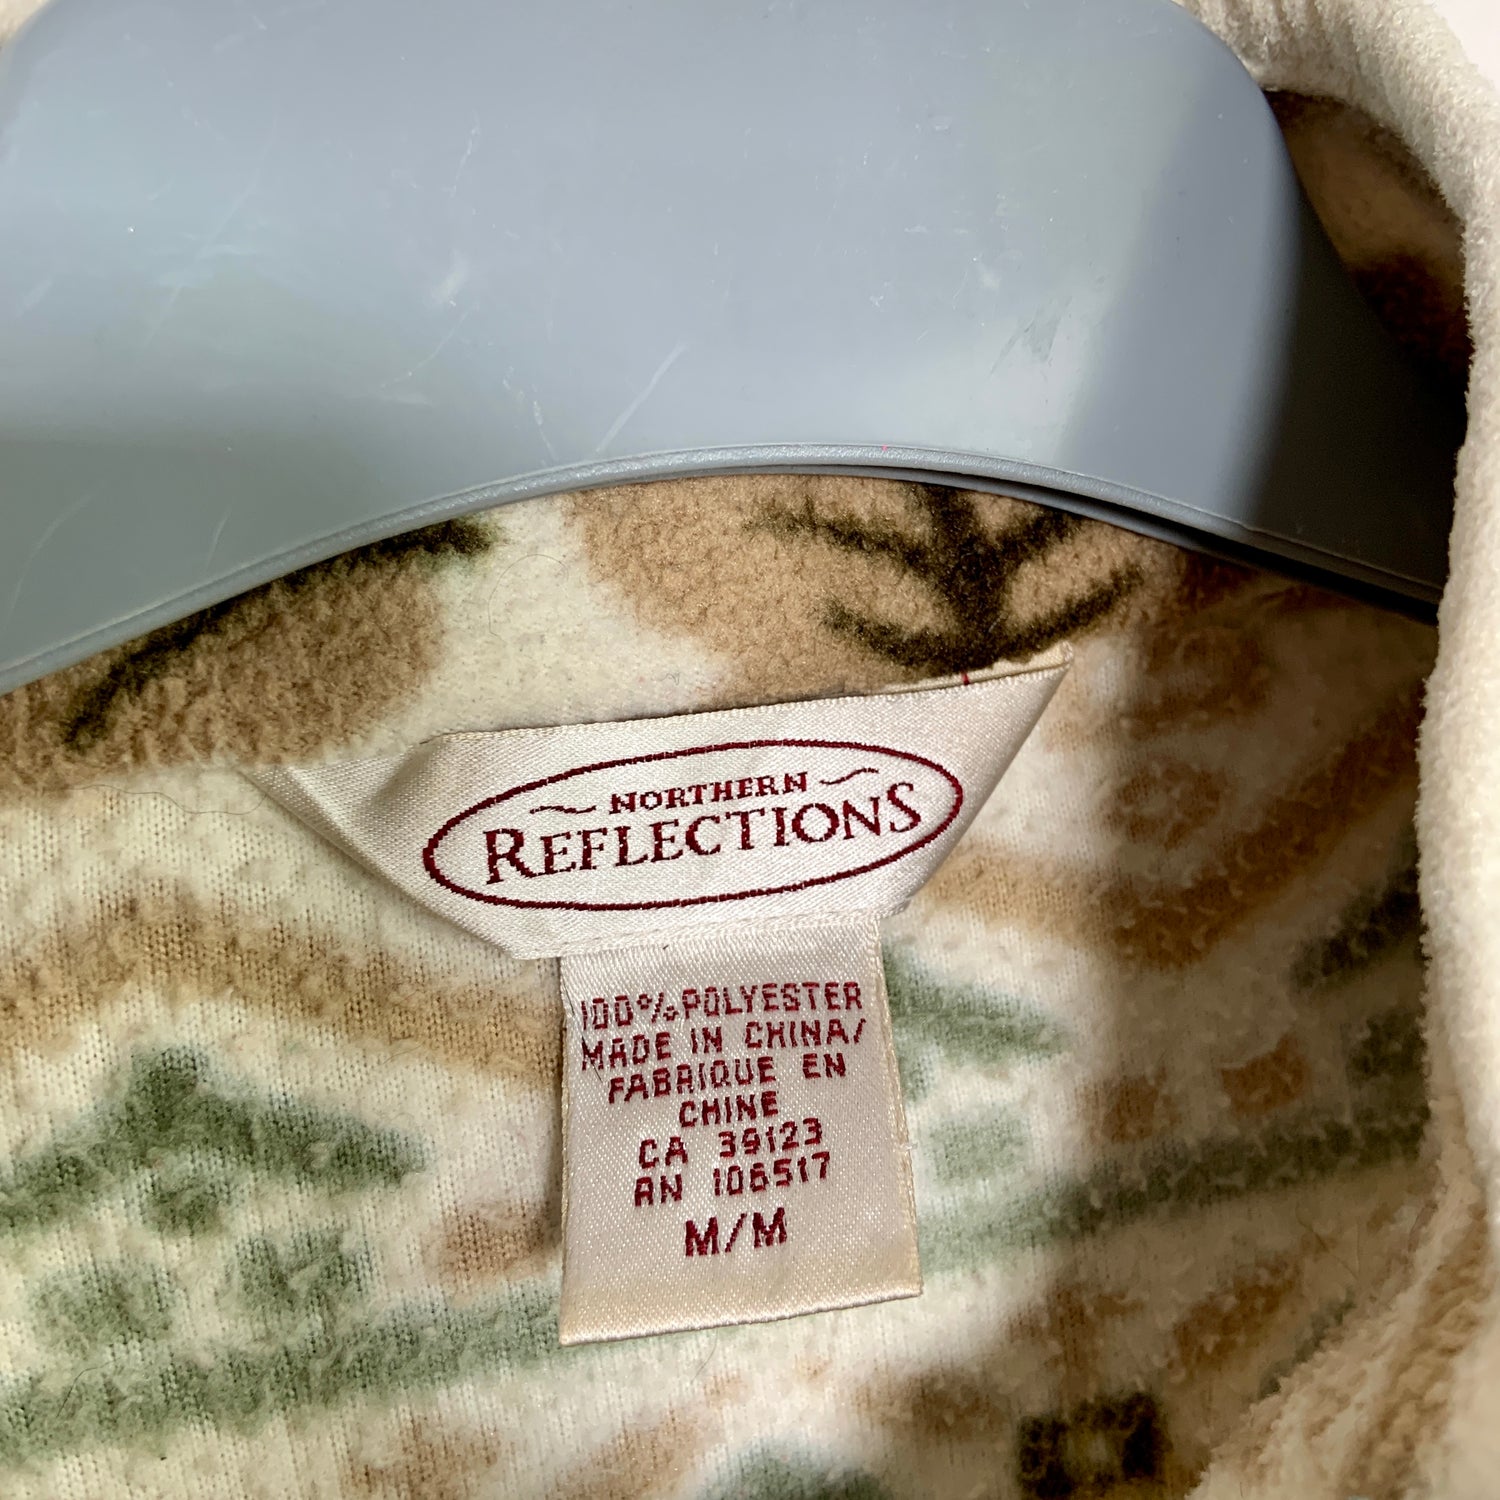 NORTHERN
REFLECTIONS
100% POLYESTER
MADE IN CHINA/
FABRIQUE EN
CHINE
CA 39123
RN 106517
M/M